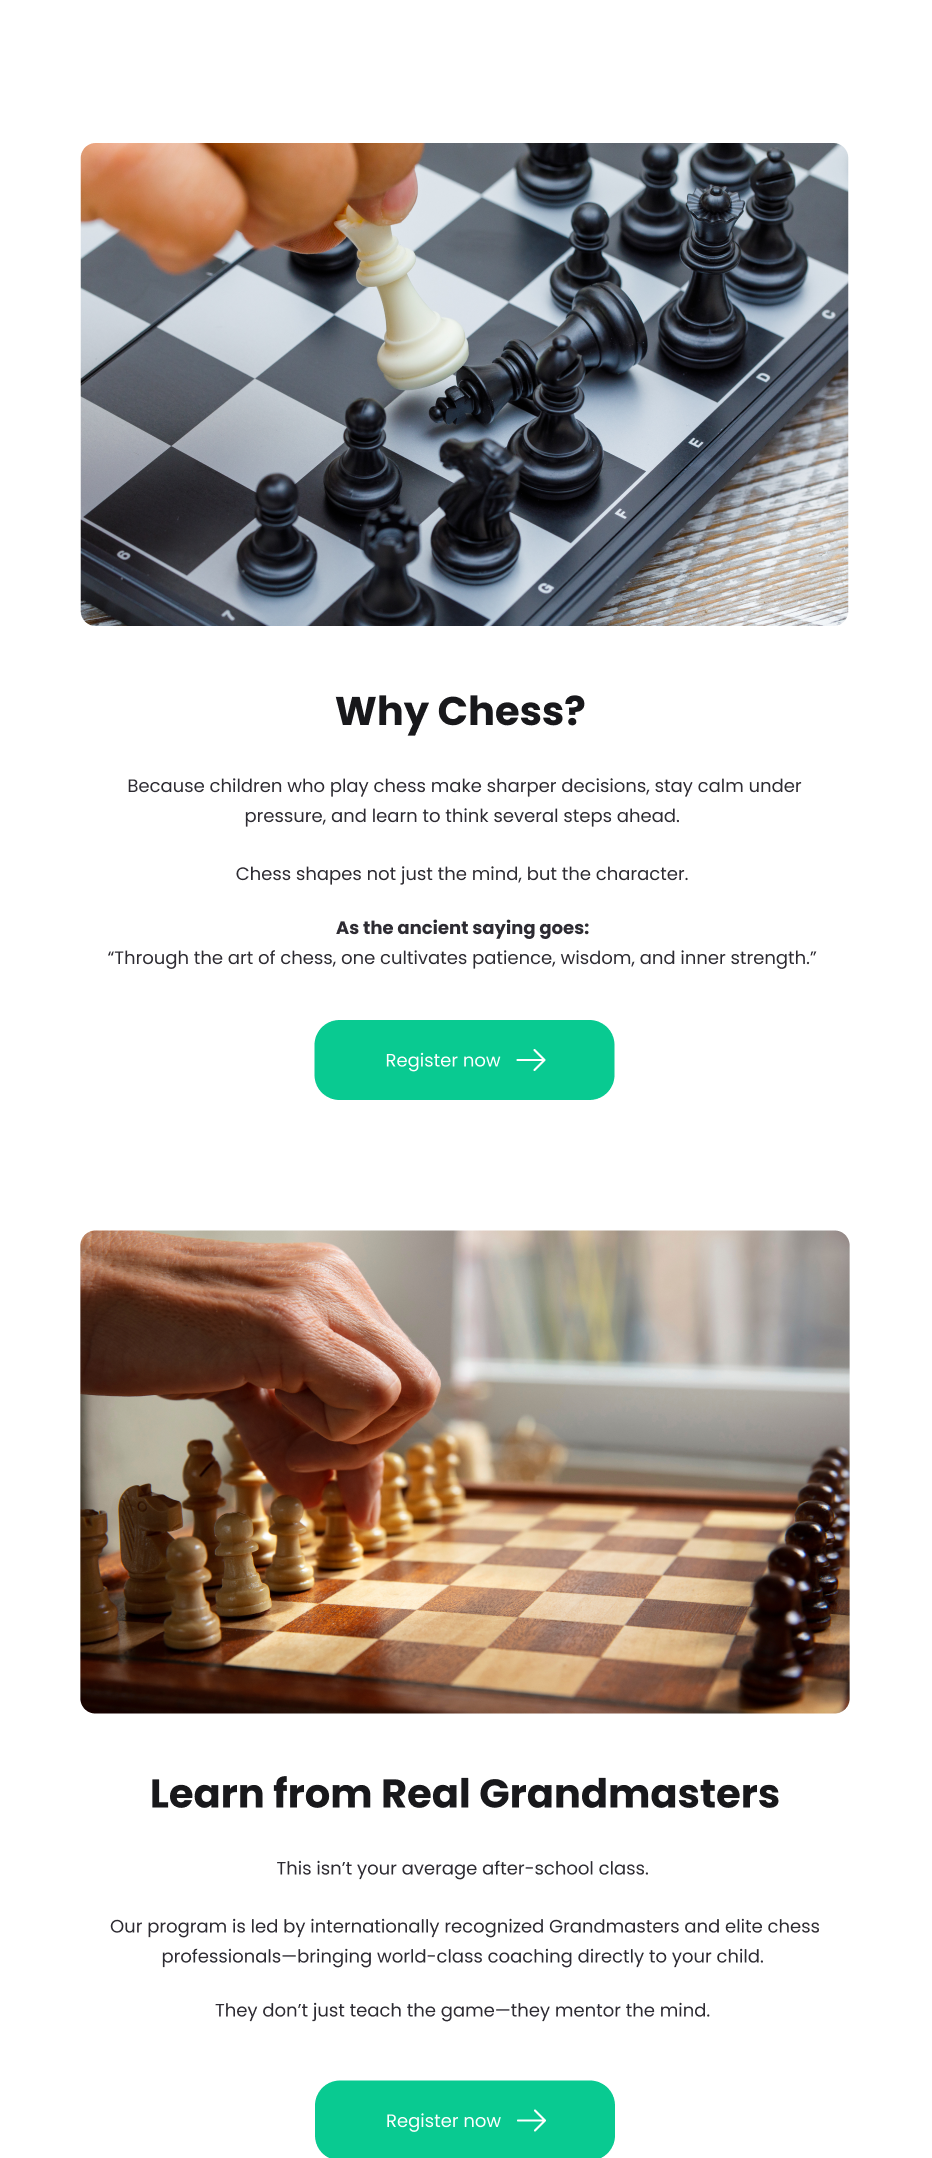 C
D
E
F
G
6
7
Why Chess?
Because children who play chess make sharper decisions, stay calm under
pressure, and learn to think several steps ahead.
Chess shapes not just the mind, but the character.
As the ancient saying goes:
“Through the art of chess, one cultivates patience, wisdom, and inner strength.”
Register now
Learn from Real Grandmasters
This isn’t your average after-school class.
Our program is led by internationally recognized Grandmasters and elite chess
professionals—bringing world-class coaching directly to your child.
They don’t just teach the game—they mentor the mind.
Register now